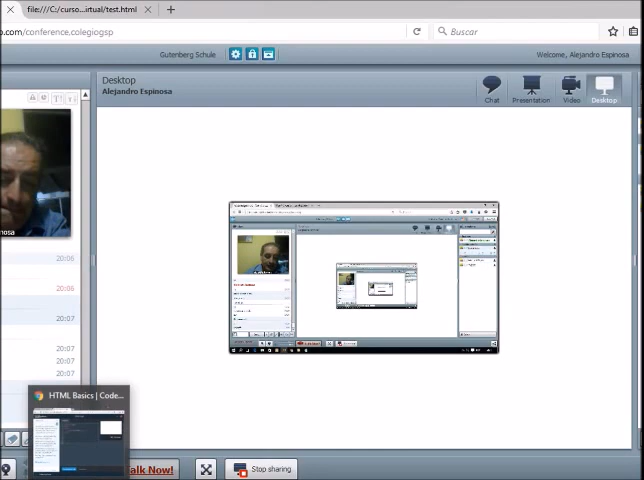 file:///C:/curso...irtual/test.html
o.com/conference.colegiogsp
Buscar
Gutenberg Schule
Welcome, Alejandro Espinosa
Desktop
Alejandro Espinosa
Chat
Presentation
Video
Desktop
nosa
20:06
20:06
20:07
20:07
20:07
20:07
HTML Basics | Code...
Talk Now!
Stop sharing